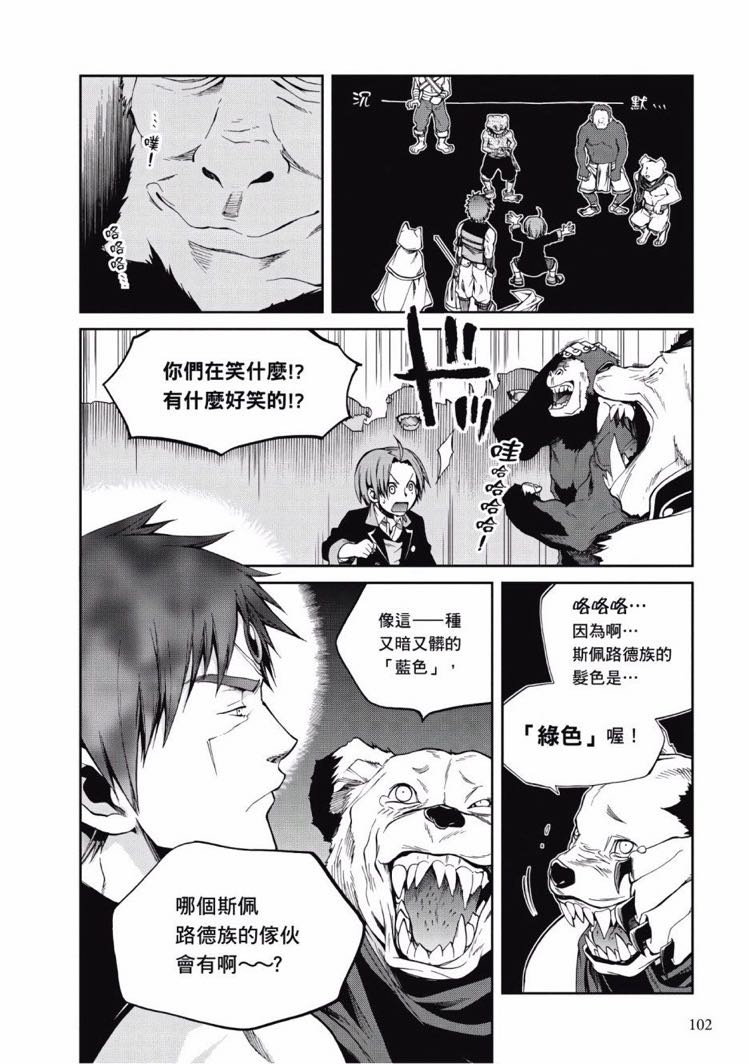 沉默…
…噗！
咯咯咯…
ドッ
哇哈哈哈哈！
你們在笑什麼!?
有什麼好笑的!?
咯咯咯…
因為啊…
斯佩路德族的
髮色是…
「綠色」喔！
像這——種
又暗又髒的
「藍色」，
哪個斯佩
路德族的傢伙
會有啊～～?
102